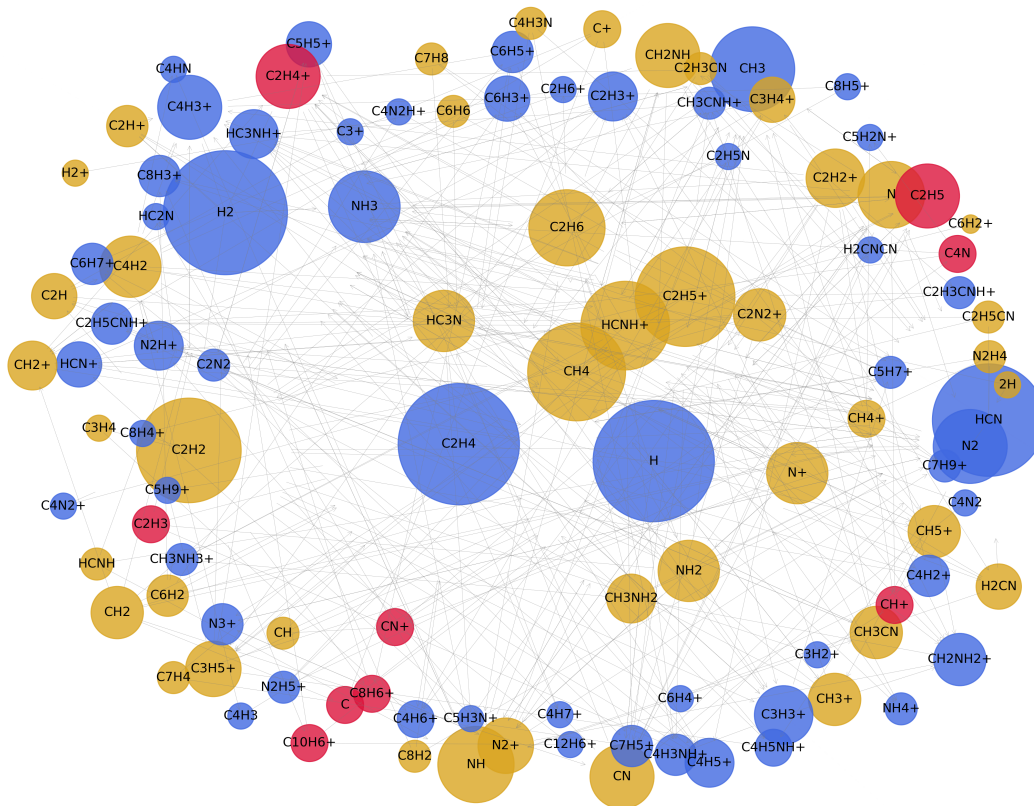 C4H3N
C+
C5H5+
C6H5+
CH2NH
C7H8
C2H3CN
CH3
C4HN
C2H4+
C2H6+
C8H5+
C2H3+
C6H3+
C3H4+
CH3CNH+
C4H3+
C6H6
C4N2H+
C2H+
C3+
HC3NH+
C5H2N+
C2H5N
H2+
C8H3+
C2H2+
N
C2H5
NH3
H2
HC2N
C6H2+
C2H6
H2CNCN
C4N
C6H7+
C4H2
C2H3CNH+
C2H
C2H5+
C2N2+
C2H5CN
HC3N
C2H5CNH+
HCNH+
N2H+
N2H4
CH2+
HCN+
C2N2
CH4
C5H7+
2H
CH4+
HCN
C3H4
C8H4+
C2H4
N2
C2H2
H
C7H9+
N+
C5H9+
C4N2
C4N2+
C2H3
CH5+
CH3NH3+
HCNH
NH2
C4H2+
H2CN
C6H2
CH3NH2
CH+
CH2
N3+
CN+
CH
CH3CN
C3H2+
CH2NH2+
C3H5+
C7H4
N2H5+
C8H6+
C6H4+
CH3+
C
NH4+
C4H3
C4H6+
C5H3N+
C4H7+
C3H3+
C10H6+
N2+
C12H6+
C7H5+
C4H5NH+
C8H2
C4H3NH+
C4H5+
NH
CN